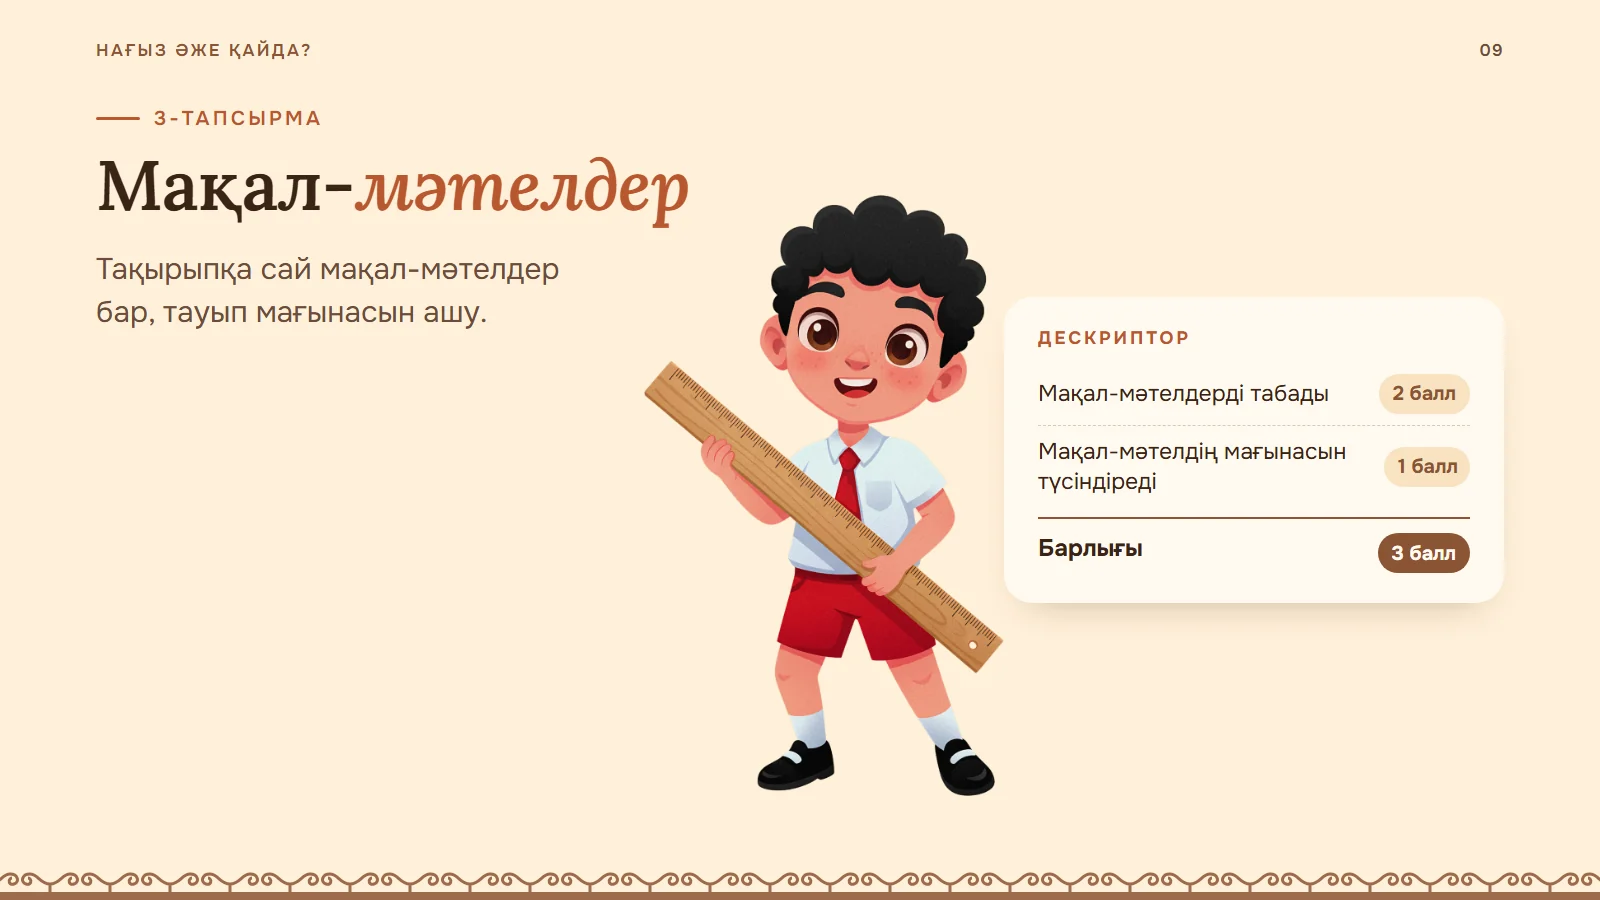 НАҒЫЗ ӘЖЕ ҚАЙДА?
09
3-ТАПСЫРМА
Мақал-мәтелдер
Тақырыпқа сай мақал-мәтелдер
бар, тауып мағынасын ашу.
ДЕСКРИПТОР
Мақал-мәтелдерді табады
2 балл
Мақал-мәтелдің мағынасын
түсіндіреді
1 балл
Барлығы
3 балл